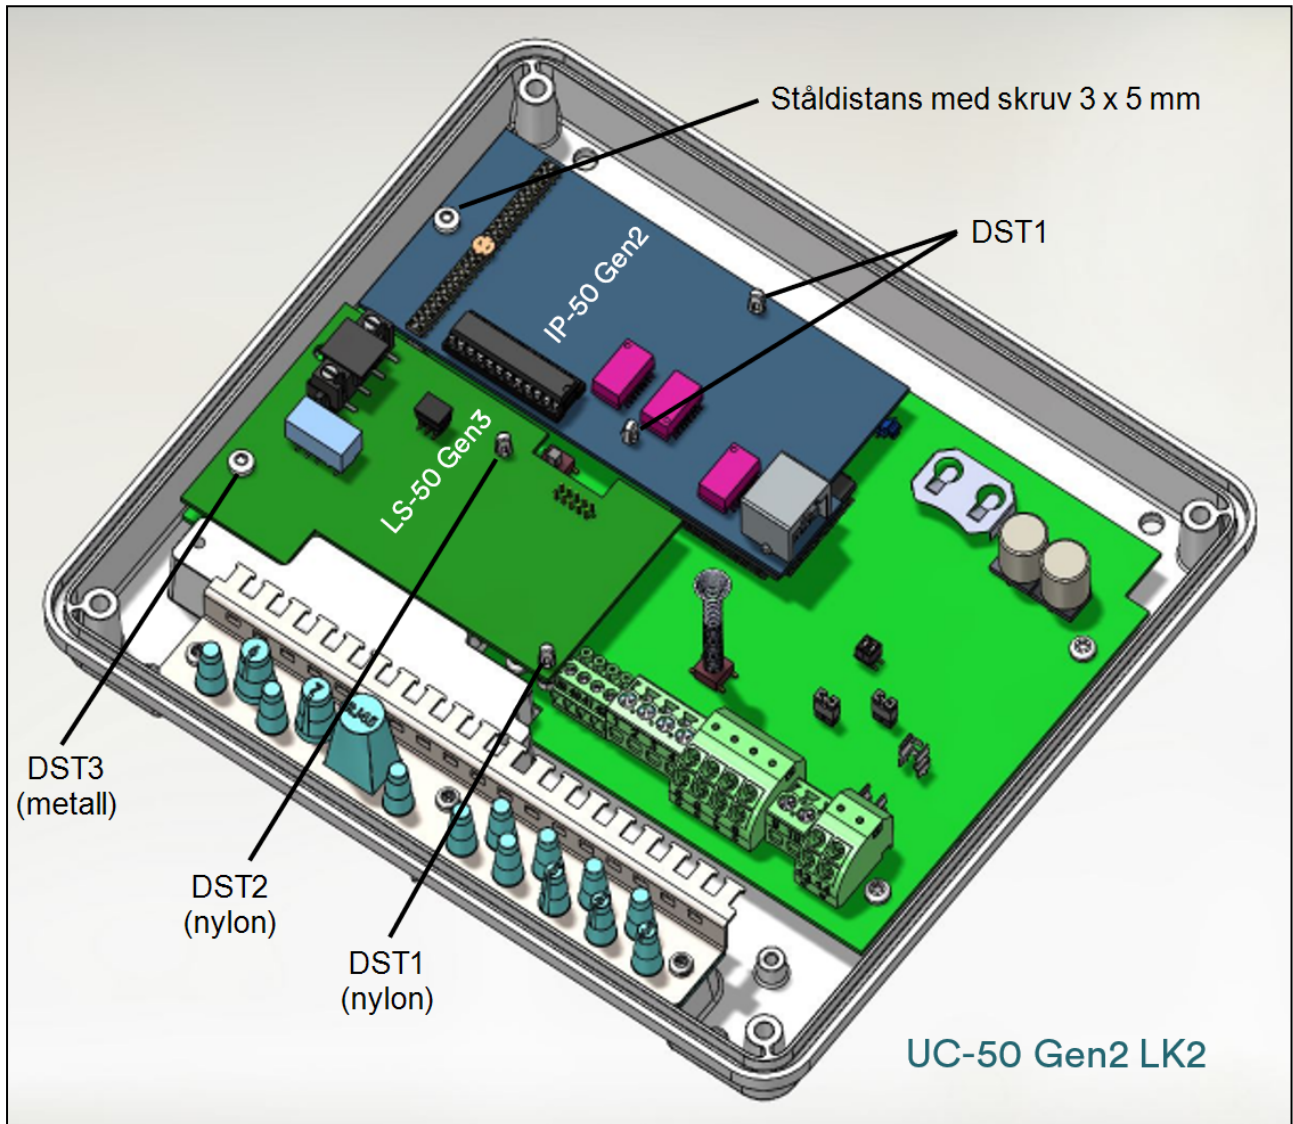 Ståldistans med skruv 3 x 5 mm
DST1
IP-50 Gen2
LS-50 Gen3
RJ45
DST3
(metall)
DST2
(nylon)
DST1
(nylon)
UC-50 Gen2 LK2